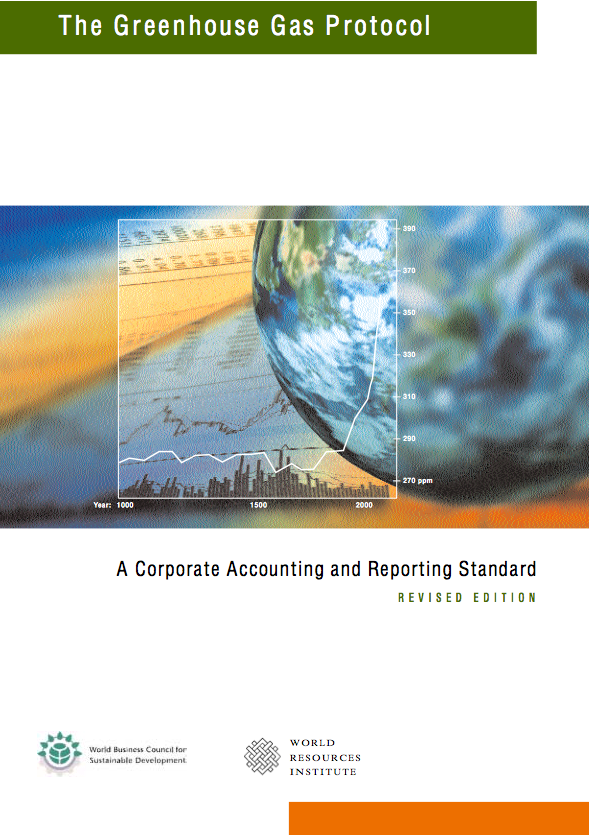 The Greenhouse Gas Protocol
390
370
350
330
310
290
270 ppm
Year: 1000 1500 2000
A Corporate Accounting and Reporting Standard
REVISED EDITION
World Business Council for
Sustainable Development
WORLD
RESOURCES
INSTITUTE